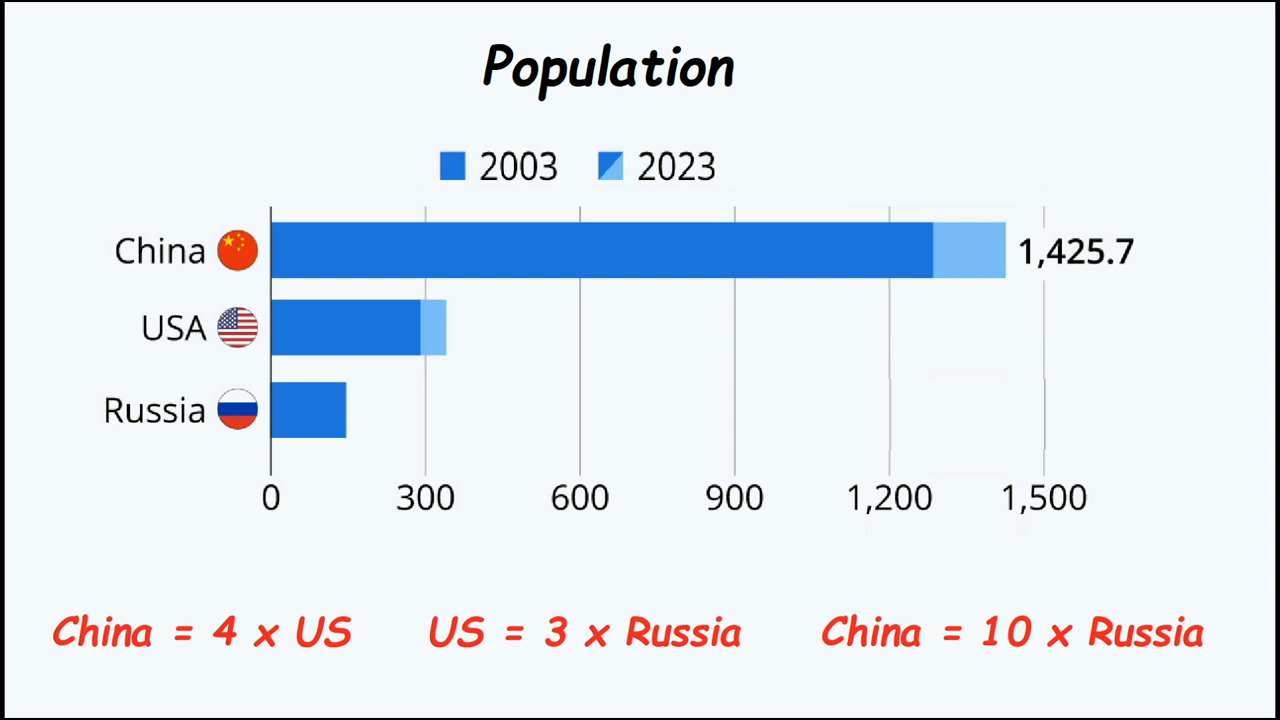 Population
2003 2023
China 1,425.7
USA
Russia
0 300 600 900 1,200 1,500
China = 4 x US US = 3 x Russia China = 10 x Russia